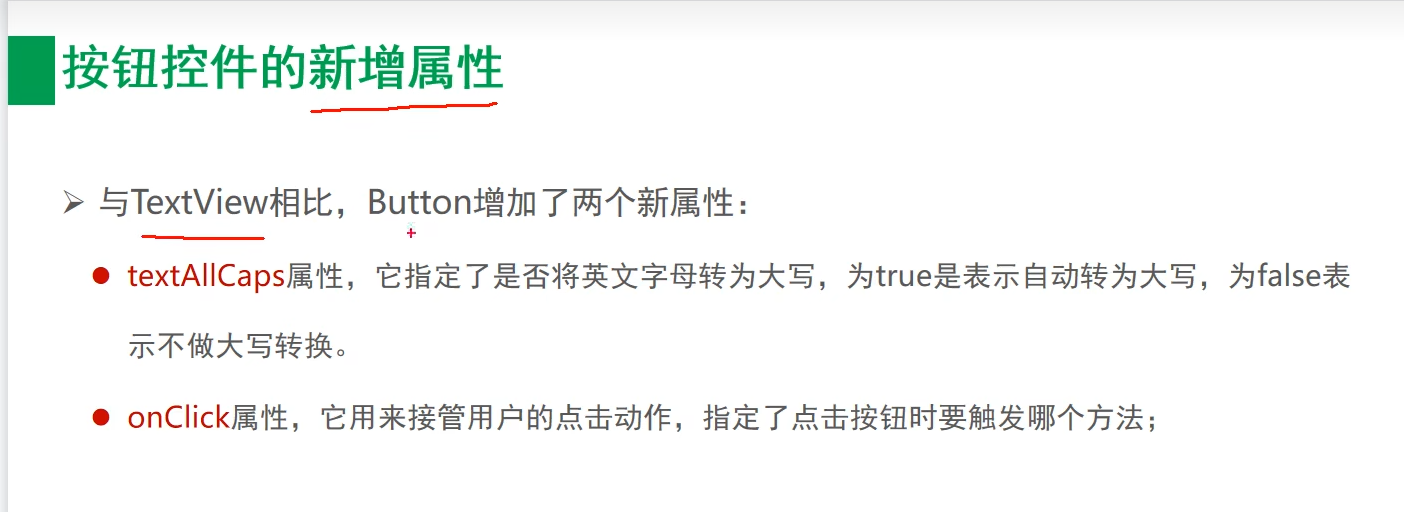 按钮控件的新增属性
与TextView相比，Button增加了两个新属性：
textAllCaps属性，它指定了是否将英文字母转为大写，为true是表示自动转为大写，为false表
示不做大写转换。
onClick属性，它用来接管用户的点击动作，指定了点击按钮时要触发哪个方法；